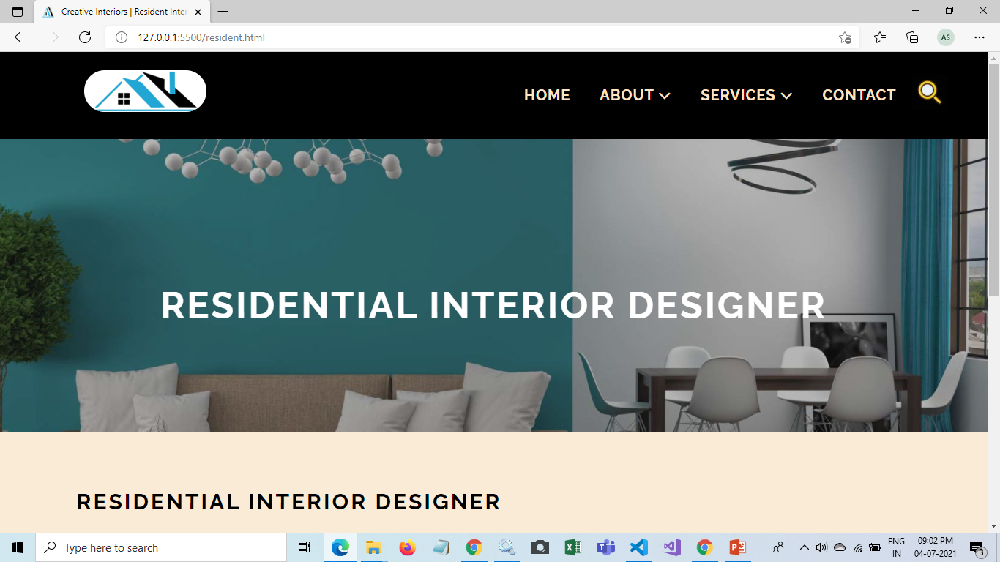 Creative Interiors | Resident Inter
127.0.0.1:5500/resident.html
AS
HOME ABOUT SERVICES CONTACT
RESIDENTIAL INTERIOR DESIGNER
RESIDENTIAL INTERIOR DESIGNER
Type here to search
ENG
IN
09:02 PM
04-07-2021
3